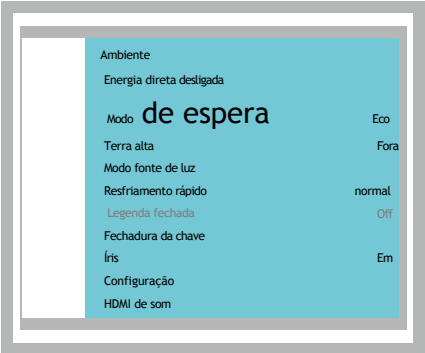 Ambiente
Energia direta desligada
Modo de espera Eco
Terra alta Fora
Modo fonte de luz
Resfriamento rápido normal
Legenda fechada Off
Fechadura da chave
Íris Em
Configuração
HDMI de som